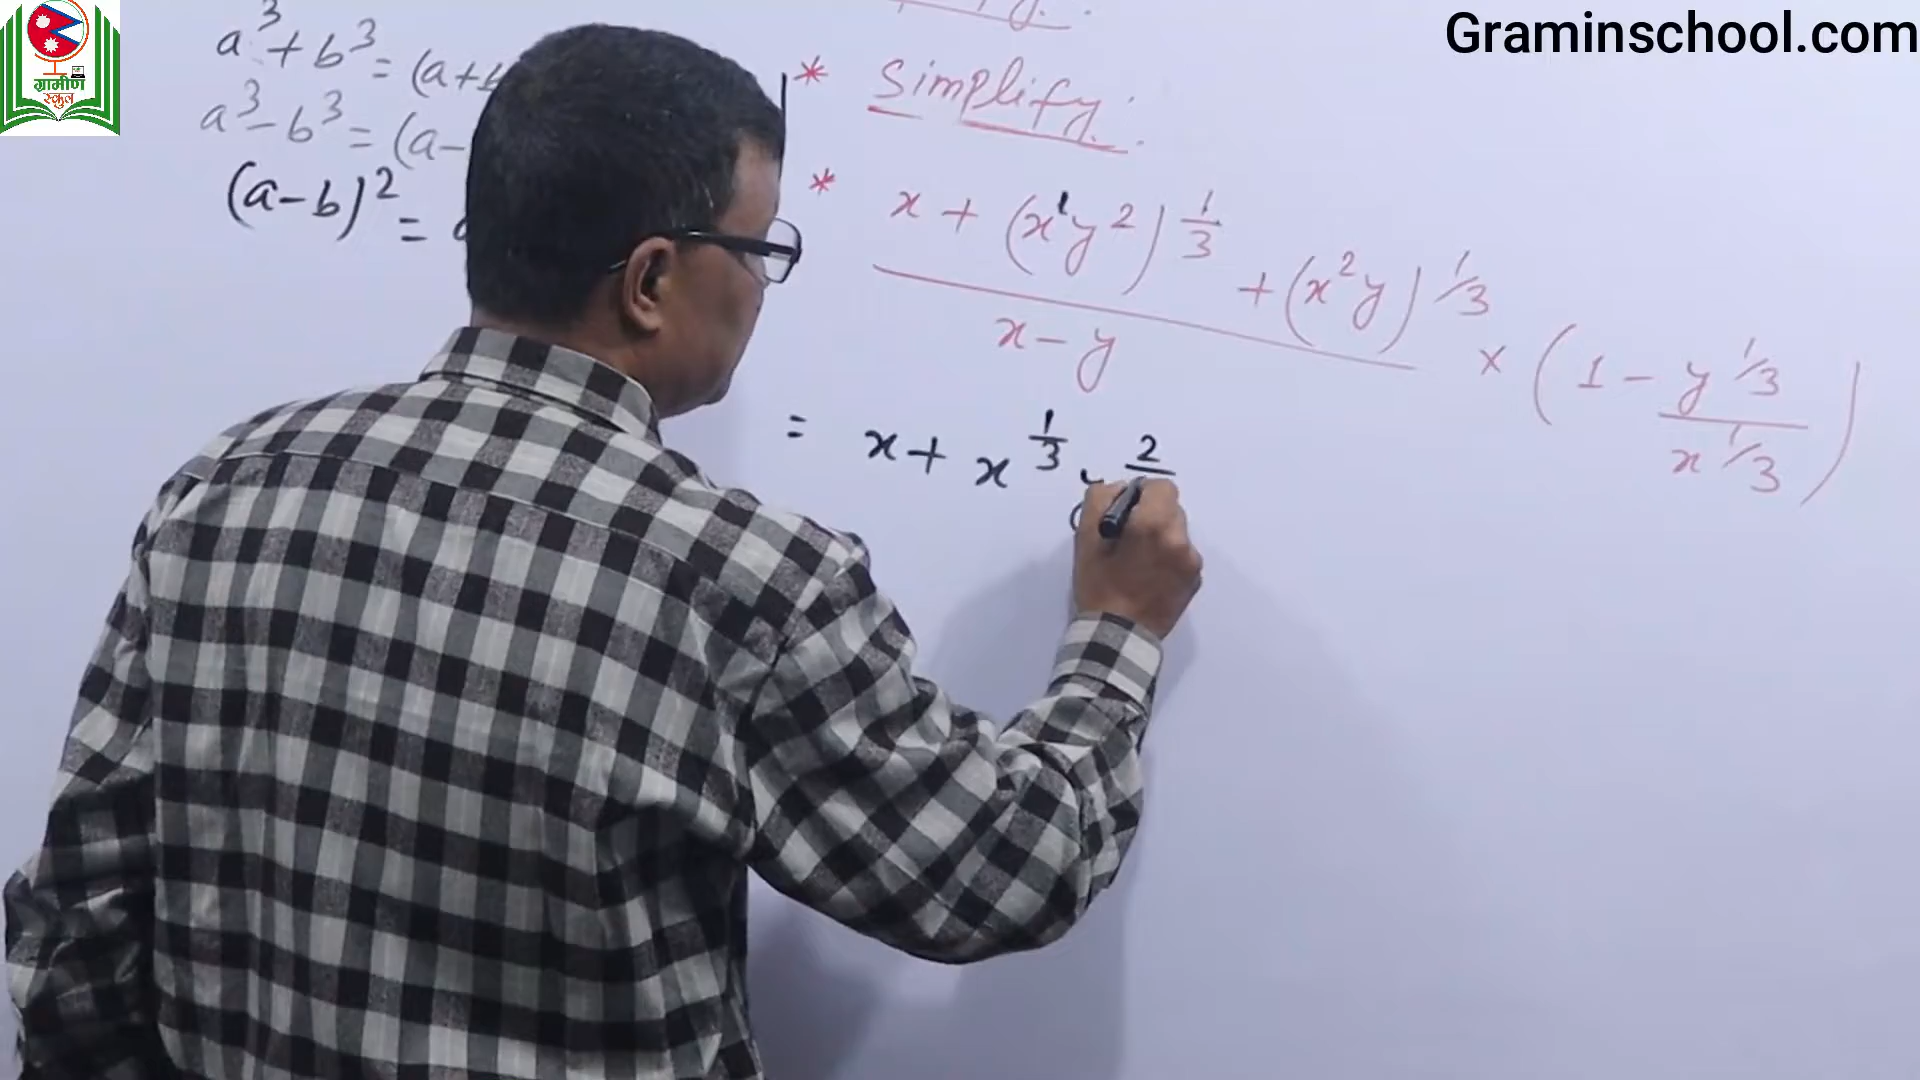 Graminschool.com
ग्रामीण
स्कूल
a³ + b³ = (a+b
a³ - b³ = (a-
(a-b)² =
* Simplify.
* x + (x¹y²)^1/3 + (x²y)^1/3
x - y
× (1 - y^1/3 / x^1/3)
= x + x^1/3 y^2/